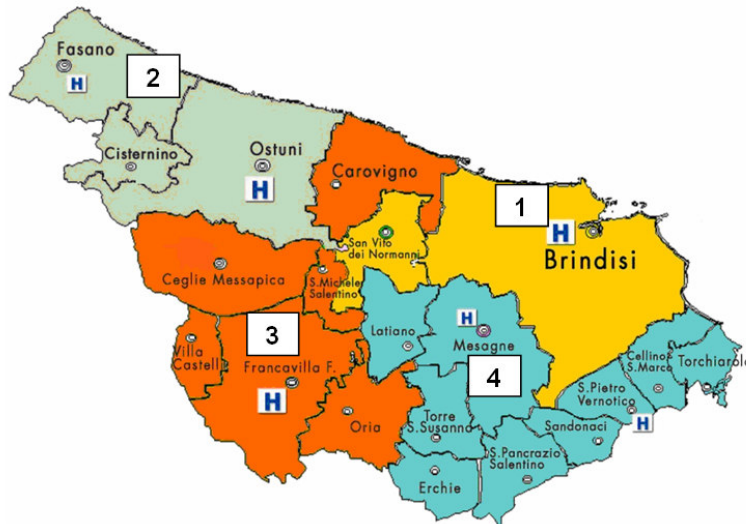 Fasano
2
H
Cisternino
Ostuni
H
Carovigno
1
H
Brindisi
San Vito
dei Normanni
Ceglie Messapica
S.Michele
Salentino
Latiano
H
Mesagne
Villa
Castelli
3
Francavilla F.
H
4
Cellino
S.Marco
Torchiarolo
S.Pietro
Vernotico
H
Oria
Torre
S.Susanna
Sandonaci
S.Pancrazio
Salentino
Erchie